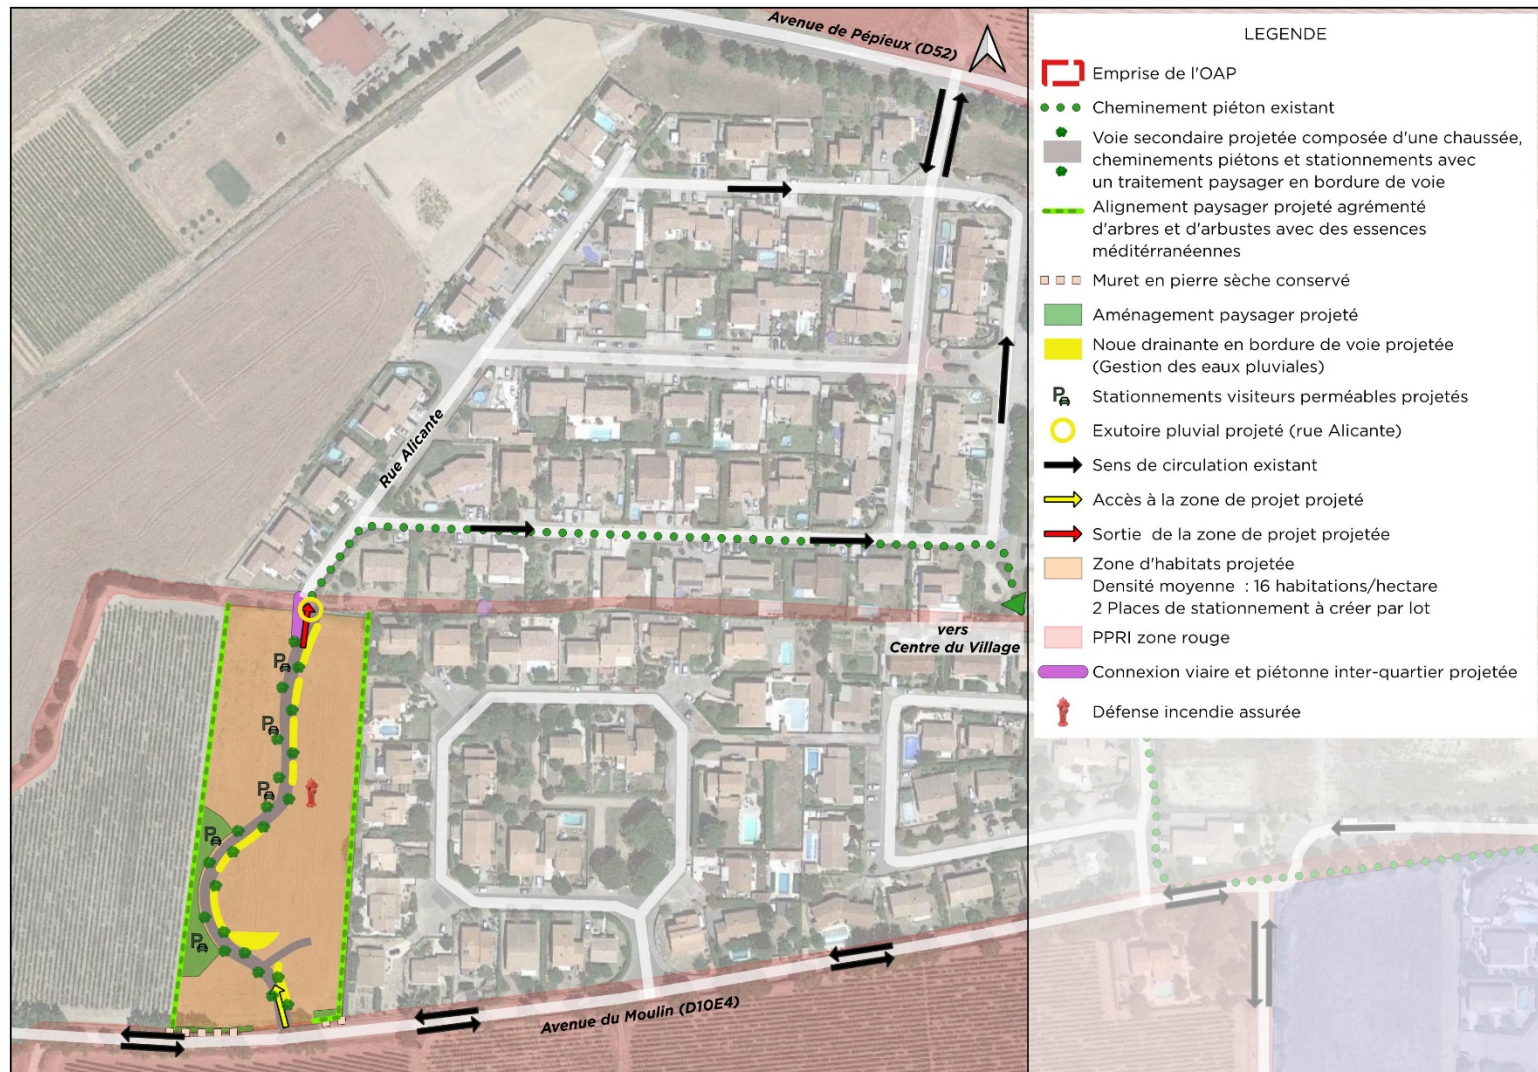 Avenue de Pépieux (D52)
Rue Alicante
vers
Centre du Village
P
P
P
P
P
Avenue du Moulin (D10E4)
LEGENDE
Emprise de l'OAP
Cheminement piéton existant
Voie secondaire projetée composée d'une chaussée,
cheminements piétons et stationnements avec
un traitement paysager en bordure de voie
Alignement paysager projeté agrémenté
d'arbres et d'arbustes avec des essences
méditérranéennes
Muret en pierre sèche conservé
Aménagement paysager projeté
Noue drainante en bordure de voie projetée
(Gestion des eaux pluviales)
P
Stationnements visiteurs perméables projetés
Exutoire pluvial projeté (rue Alicante)
Sens de circulation existant
Accès à la zone de projet projeté
Sortie de la zone de projet projetée
Zone d'habitats projetée
Densité moyenne : 16 habitations/hectare
2 Places de stationnement à créer par lot
PPRI zone rouge
Connexion viaire et piétonne inter-quartier projetée
Défense incendie assurée